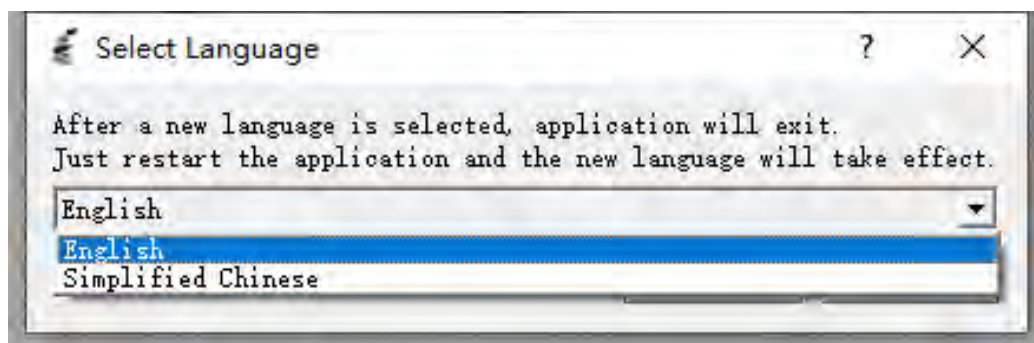 Select Language
After a new language is selected, application will exit.
Just restart the application and the new language will take effect.
English
English
Simplified Chinese